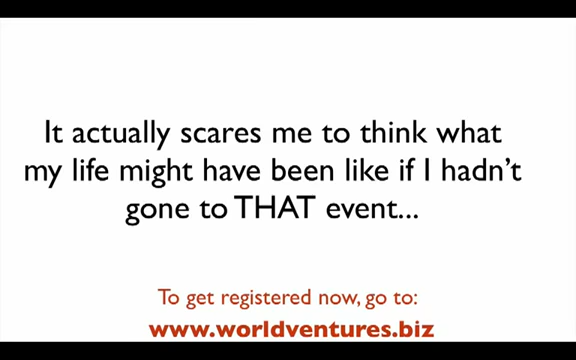 It actually scares me to think what
my life might have been like if I hadn't
gone to THAT event...
To get registered now, go to:
www.worldventures.biz